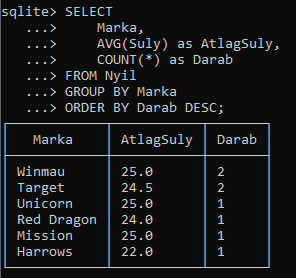 sqlite> SELECT
   ...>     Marka,
   ...>     AVG(Suly) as AtlagSuly,
   ...>     COUNT(*) as Darab
   ...> FROM Nyil
   ...> GROUP BY Marka
   ...> ORDER BY Darab DESC;
Marka AtlagSuly Darab
Winmau 25.0 2
Target 24.5 2
Unicorn 25.0 1
Red Dragon 24.0 1
Mission 25.0 1
Harrows 22.0 1